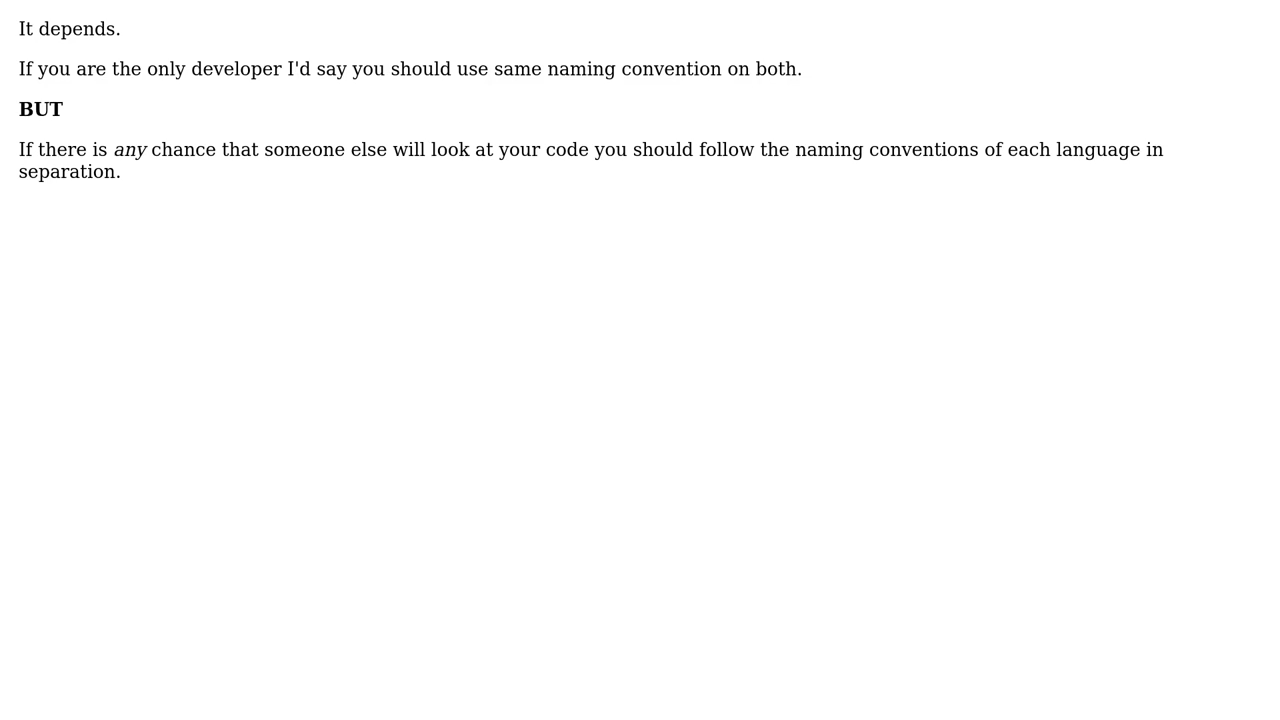 It depends.
If you are the only developer I'd say you should use same naming convention on both.
BUT
If there is any chance that someone else will look at your code you should follow the naming conventions of each language in
separation.